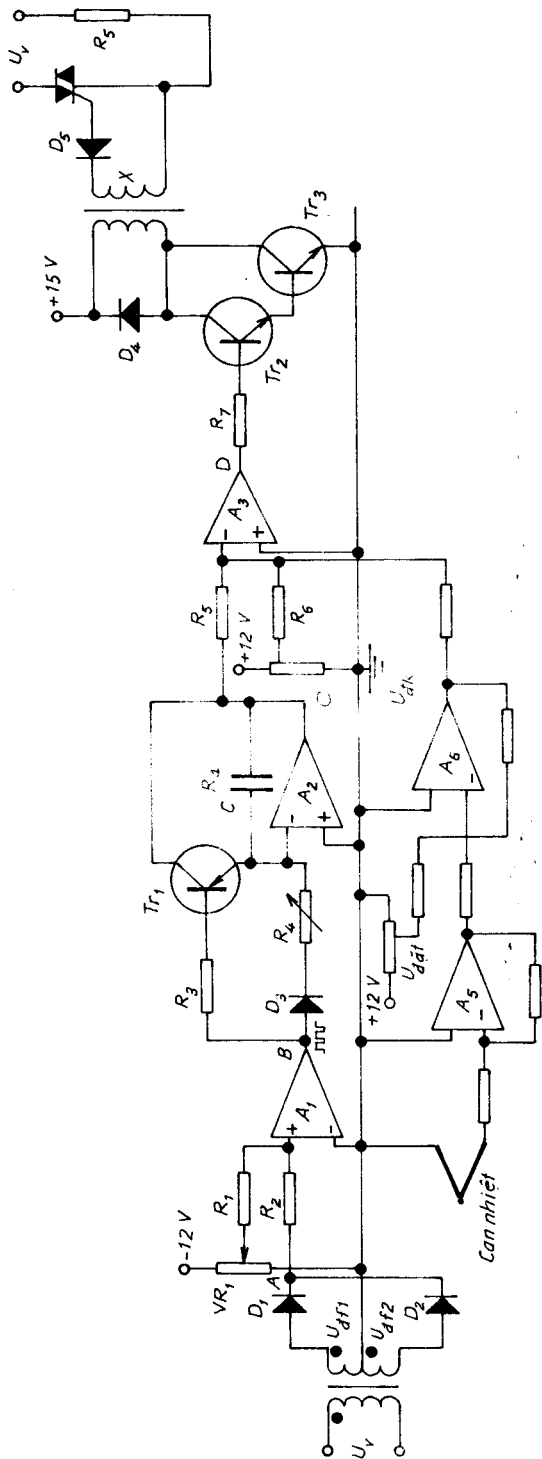 U_v
U_đf1
U_đf2
D_1
D_2
A
VR_1
-12 V
R_1
R_2
+
-
A_1
B
D_3
R_3
Tr_1
R_4
C
R_1
-
+
A_2
R_5
+12 V
R_6
C
-
+
A_3
D
R_7
Tr_2
Tr_3
D_4
+15 V
X
D_5
U_v
R_5
Can nhiệt
-
A_5
+12 V
U_đặt
-
A_6
U_đk